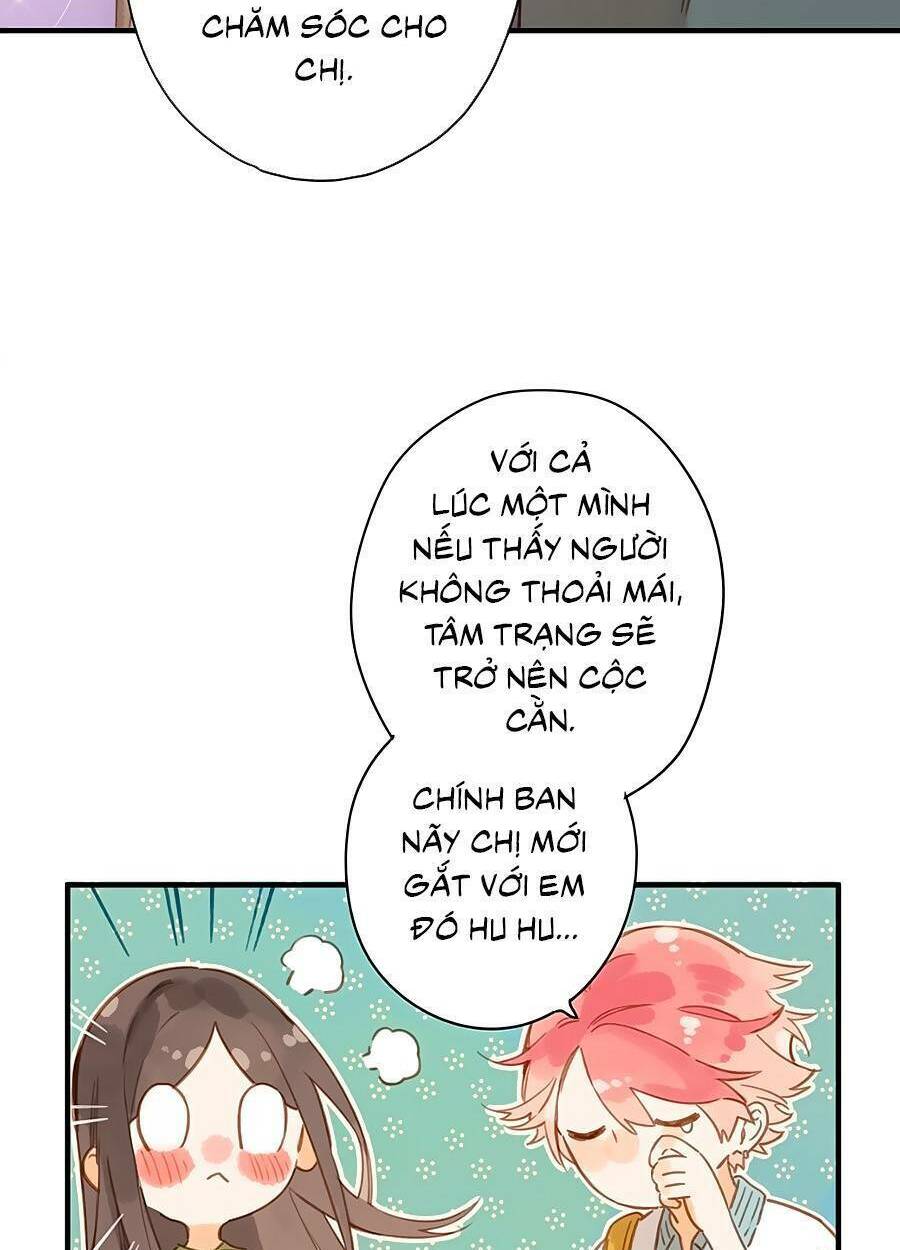 CHĂM SÓC CHO
CHỊ.
VỚI CẢ
LÚC MỘT MÌNH
NẾU THẤY NGƯỜI
KHÔNG THOẢI MÁI,
TÂM TRẠNG SẼ
TRỞ NÊN CỘC
CẰN.
CHÍNH BAN
NÃY CHỊ MỚI
GẮT VỚI EM
ĐÓ HU HU...